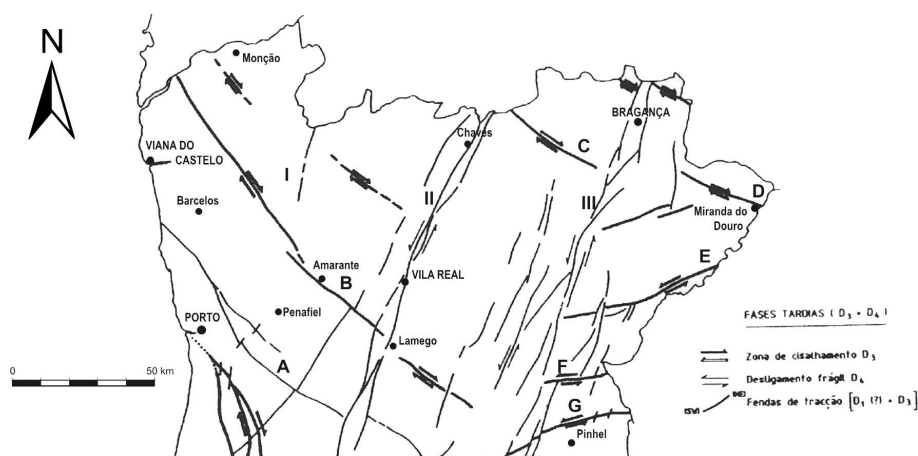 N
Monção
BRAGANÇA
Chaves
C
VIANA DO
CASTELO
I
II
III
D
Barcelos
Miranda do
Douro
E
Amarante
B
VILA REAL
Penafiel
PORTO
FASES TARDIAS ( D₃ + D₄ )
Lamego
0
50 km
A
Zona de cisalhamento D₃
F
Desligamento frágil D₄
(NE)
Fendas de tracção [D₁ (?) + D₃]
(SW)
G
Pinhel